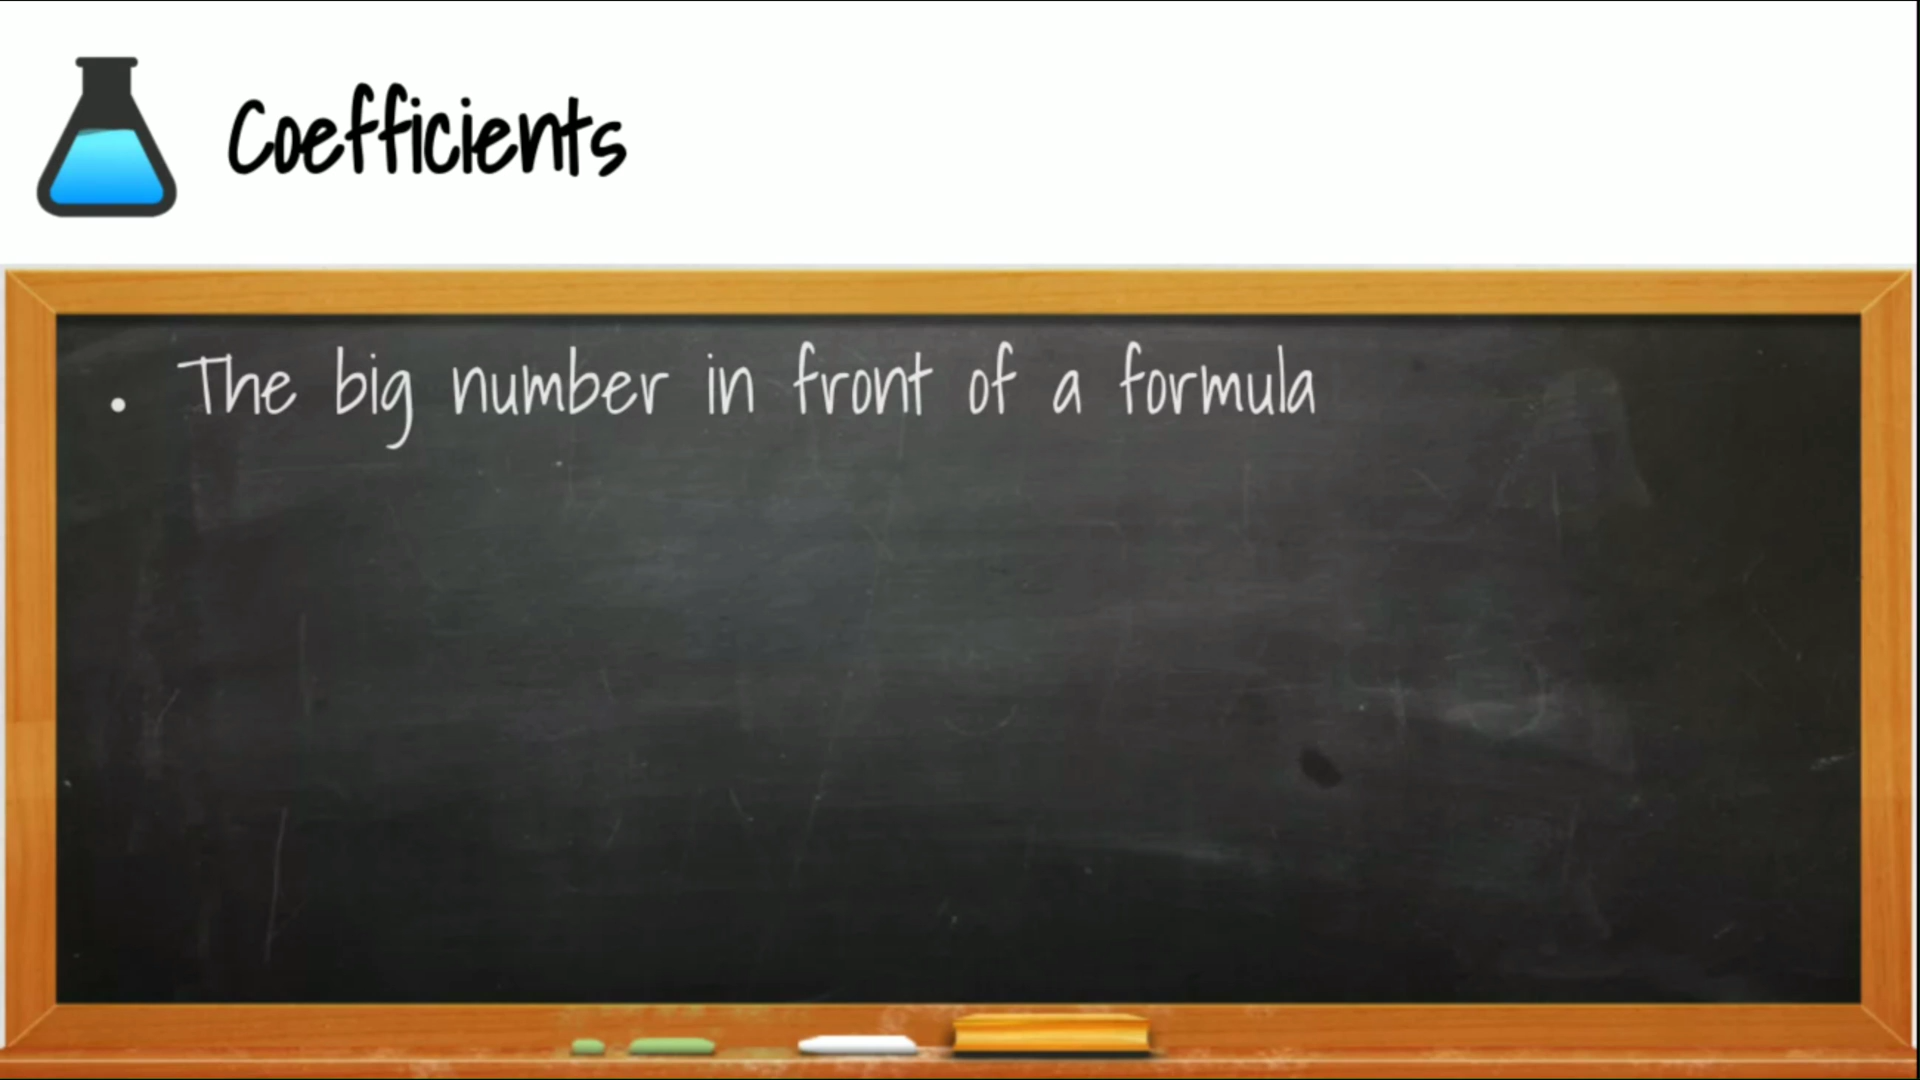 Coefficients
• The big number in front of a formula